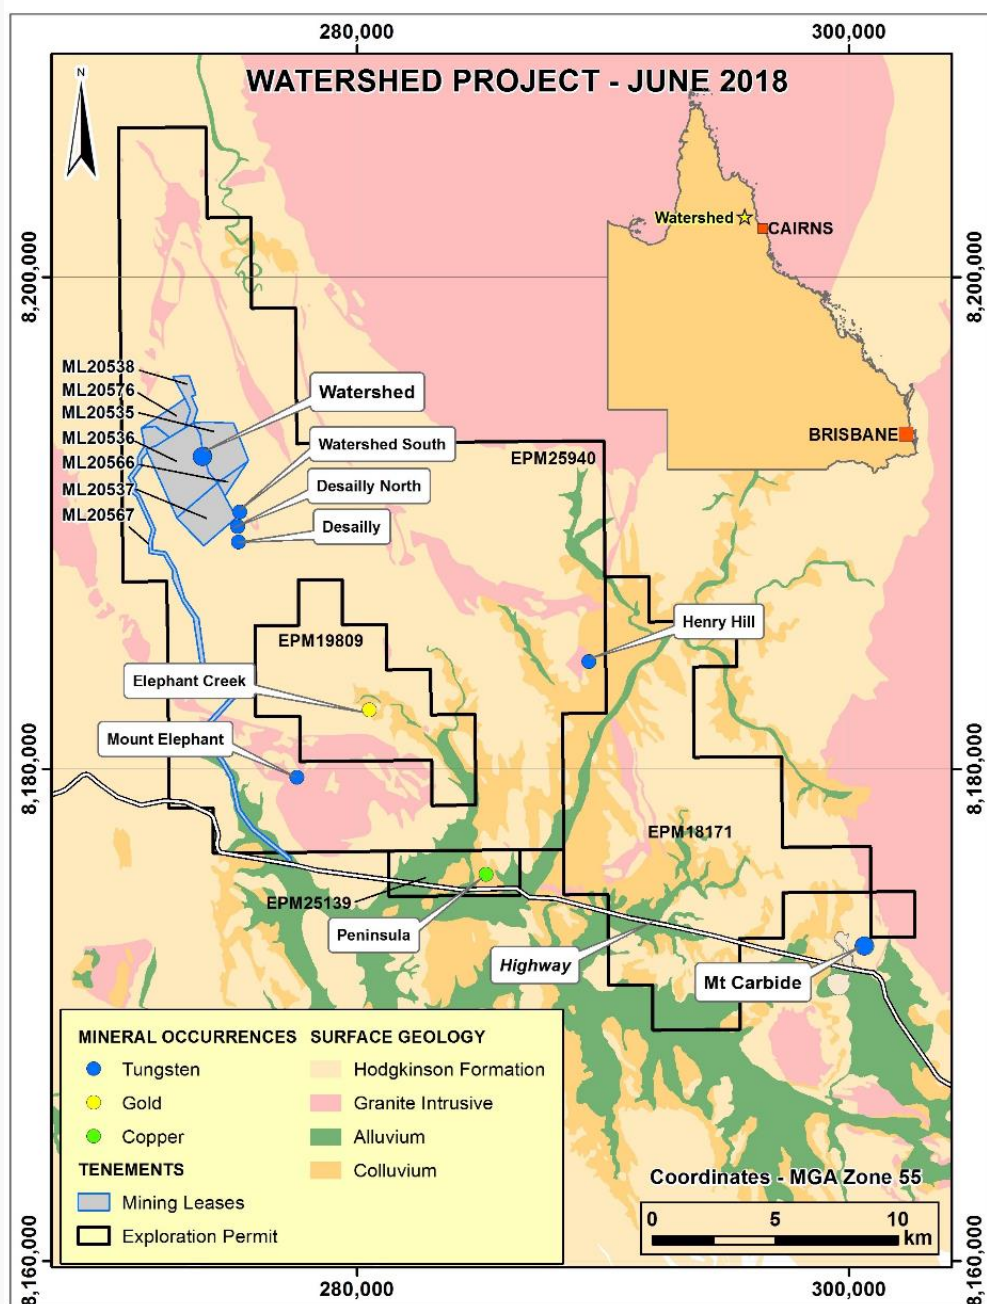 280,000
300,000
N
WATERSHED PROJECT - JUNE 2018
Watershed
CAIRNS
8,200,000
8,200,000
ML20538
ML20576
ML20535
ML20536
ML20566
ML20537
ML20567
Watershed
Watershed South
Desailly North
Desailly
EPM25940
BRISBANE
EPM19809
Henry Hill
Elephant Creek
Mount Elephant
8,180,000
8,180,000
EPM18171
EPM25139
Peninsula
Highway
Mt Carbide
MINERAL OCCURRENCES
Tungsten
Gold
Copper
TENEMENTS
Mining Leases
Exploration Permit
SURFACE GEOLOGY
Hodgkinson Formation
Granite Intrusive
Alluvium
Colluvium
Coordinates - MGA Zone 55
0 5 10
km
8,160,000
8,160,000
280,000
300,000